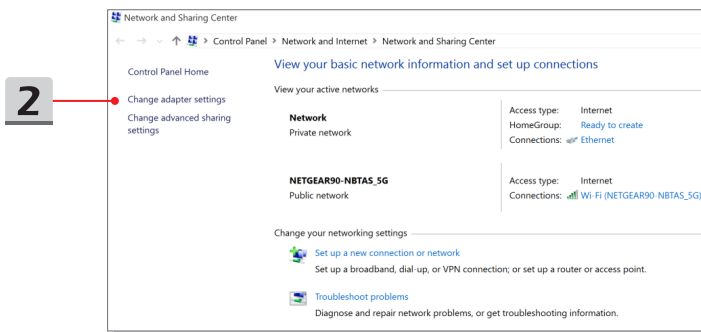 Network and Sharing Center
Control Panel > Network and Internet > Network and Sharing Center
2
Control Panel Home
Change adapter settings
Change advanced sharing
settings
View your basic network information and set up connections
View your active networks
Network
Private network
Access type: Internet
HomeGroup: Ready to create
Connections: Ethernet
NETGEAR90-NBTAS_5G
Public network
Access type: Internet
Connections: Wi-Fi (NETGEAR90-NBTAS_5G)
Change your networking settings
Set up a new connection or network
Set up a broadband, dial-up, or VPN connection; or set up a router or access point.
Troubleshoot problems
Diagnose and repair network problems, or get troubleshooting information.